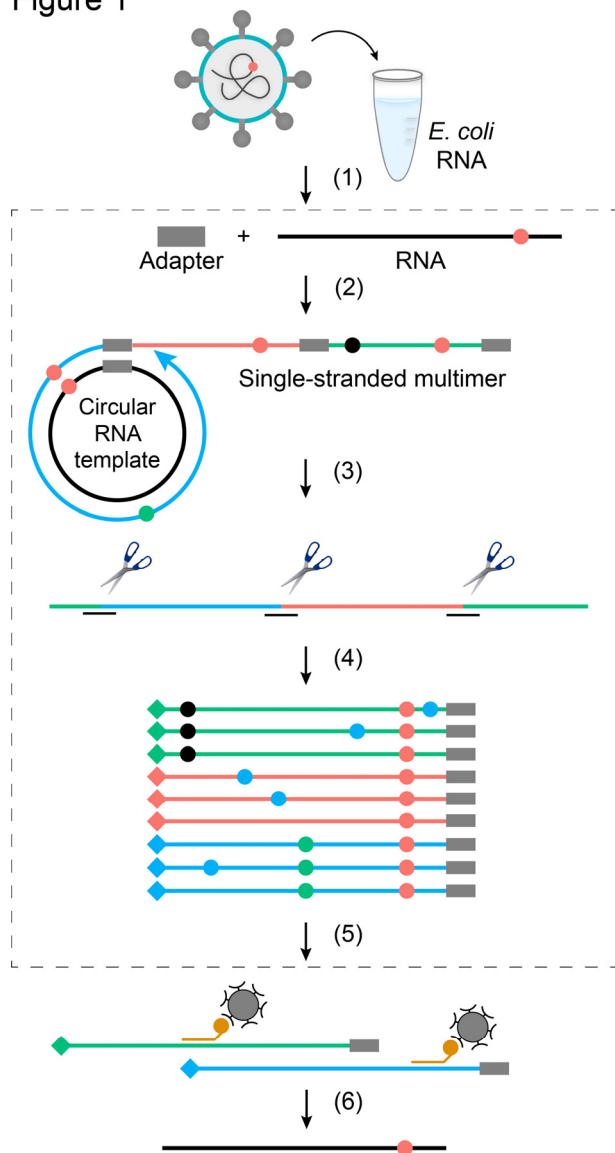 Figure 1
E. coli
RNA
(1)
+
Adapter
RNA
(2)
Single-stranded multimer
Circular
RNA
template
(3)
(4)
(5)
(6)